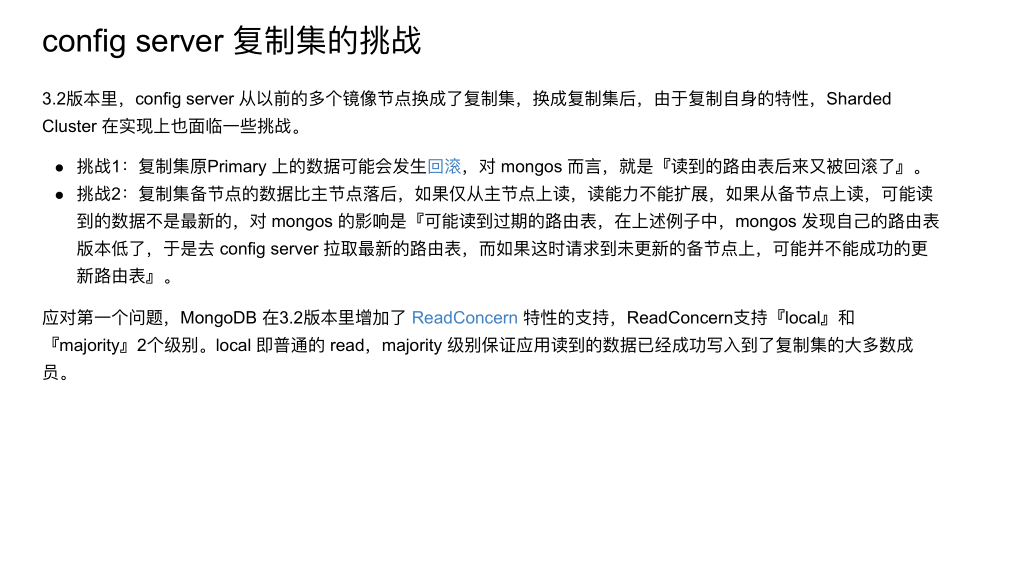 config server 复制集的挑战
3.2版本里，config server 从以前的多个镜像节点换成了复制集，换成复制集后，由于复制自身的特性，Sharded
Cluster 在实现上也面临一些挑战。
● 挑战1：复制集原Primary 上的数据可能会发生回滚，对 mongos 而言，就是『读到的路由表后来又被回滚了』。
● 挑战2：复制集备节点的数据比主节点落后，如果仅从主节点上读，读能力不能扩展，如果从备节点上读，可能读
到的数据不是最新的，对 mongos 的影响是『可能读到过期的路由表，在上述例子中，mongos 发现自己的路由表
版本低了，于是去 config server 拉取最新的路由表，而如果这时请求到未更新的备节点上，可能并不能成功的更
新路由表』。
应对第一个问题，MongoDB 在3.2版本里增加了 ReadConcern 特性的支持，ReadConcern支持『local』和
『majority』2个级别。local 即普通的 read，majority 级别保证应用读到的数据已经成功写入到了复制集的大多数成
员。